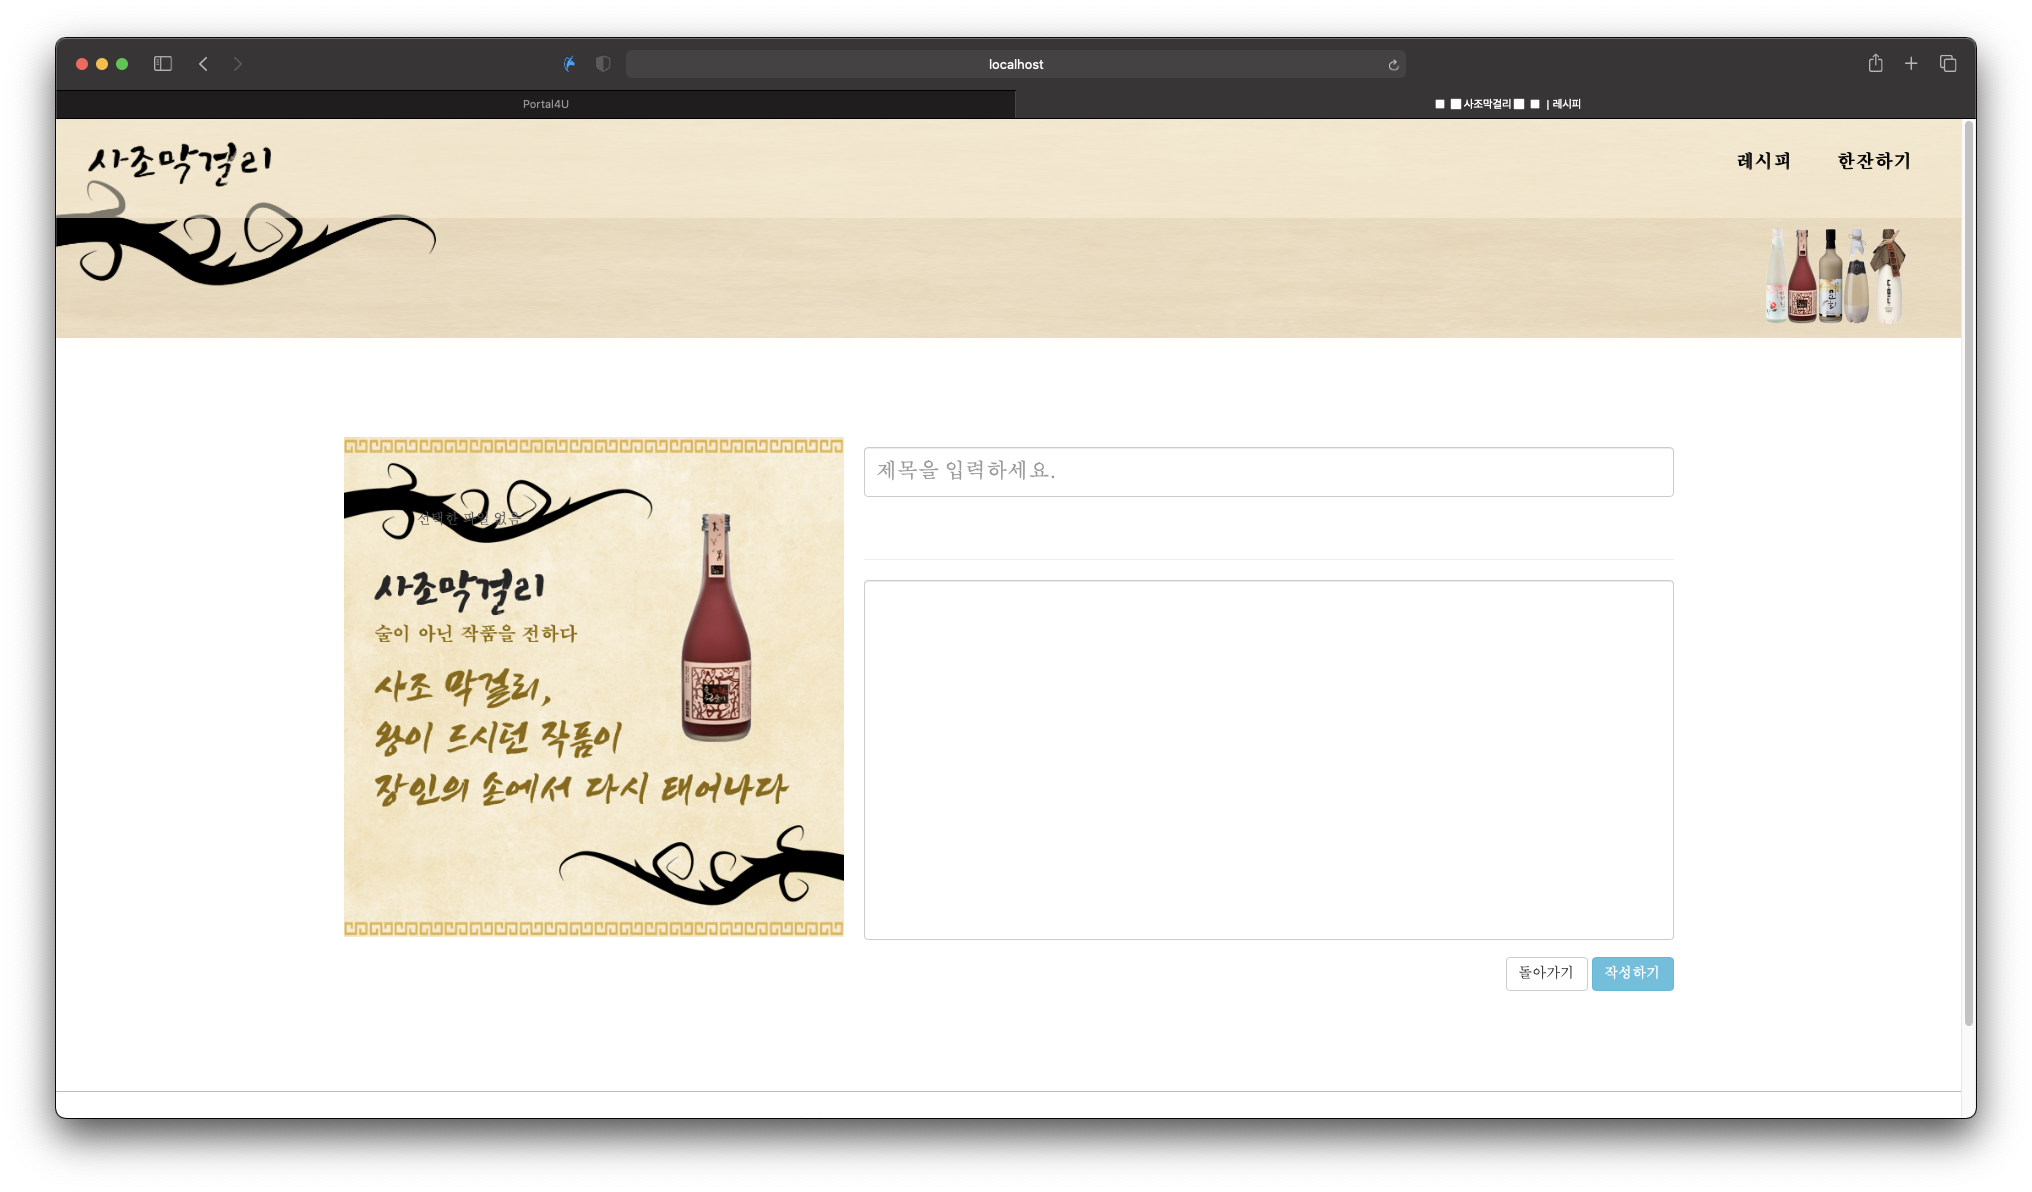 localhost
Portal4U
사조막걸리 | 레시피
사조막걸리
레시피
한잔하기
선택한 파일 없음
사조막걸리
술이 아닌 작품을 전하다
사조 막걸리,
왕이 드시던 작품이
장인의 손에서 다시 태어나다
제목을 입력하세요.
돌아가기
작성하기